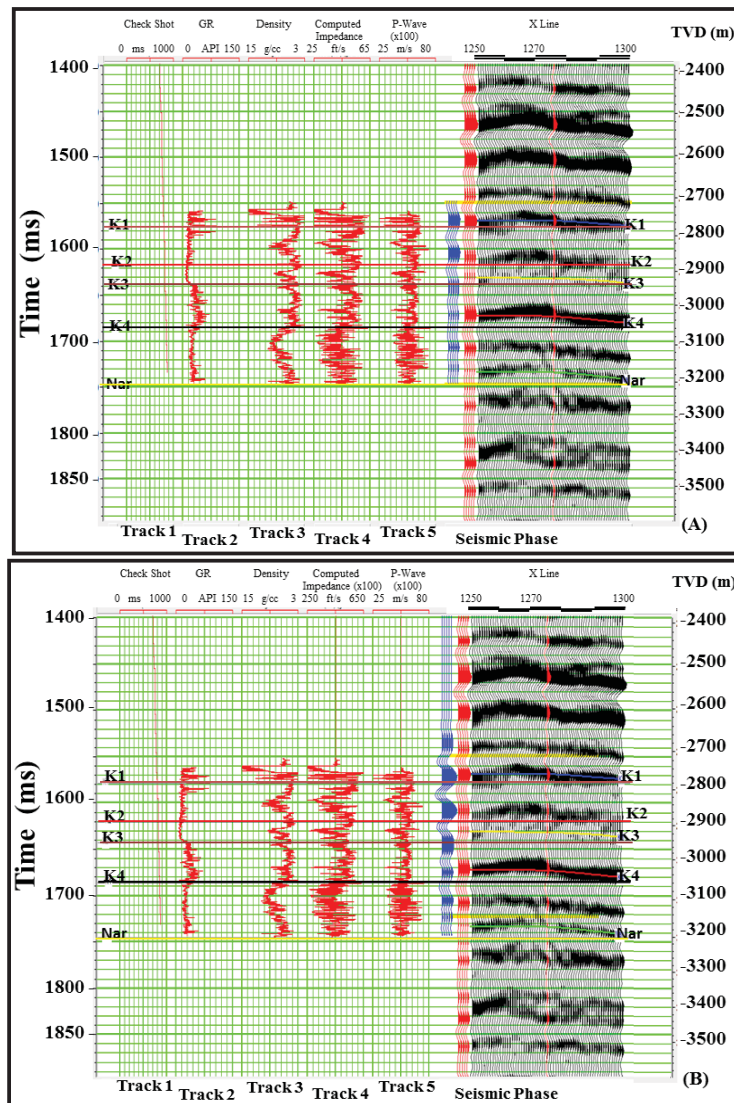 Check Shot GR Density Computed Impedance P-Wave (x100) X Line TVD (m)
0 ms 1000 0 API 150 15 g/cc 3 25 ft/s 65 25 m/s 80 1250 1270 1300
1400 -2400
-2500
1500 -2600
-2700
K1 K1
-2800
1600
K2 K2
-2900
K3 K3
-3000
K4 K4
1700
-3100
Nar Nar
-3200
-3300
1800
-3400
1850
-3500
Time (ms)
(A)
Track 1 Track 2 Track 3 Track 4 Track 5 Seismic Phase
Check Shot GR Density Computed Impedance (x100) P-Wave (x100) X Line TVD (m)
0 ms 1000 0 API 150 15 g/cc 3 250 ft/s 650 25 m/s 80 1250 1270 1300
1400 -2400
-2500
1500 -2600
-2700
K1 K1
-2800
1600
K2 K2
-2900
K3 K3
-3000
K4 K4
1700 -3100
Nar Nar
-3200
-3300
1800
-3400
1850
-3500
Time (ms)
(B)
Track 1 Track 2 Track 3 Track 4 Track 5 Seismic Phase